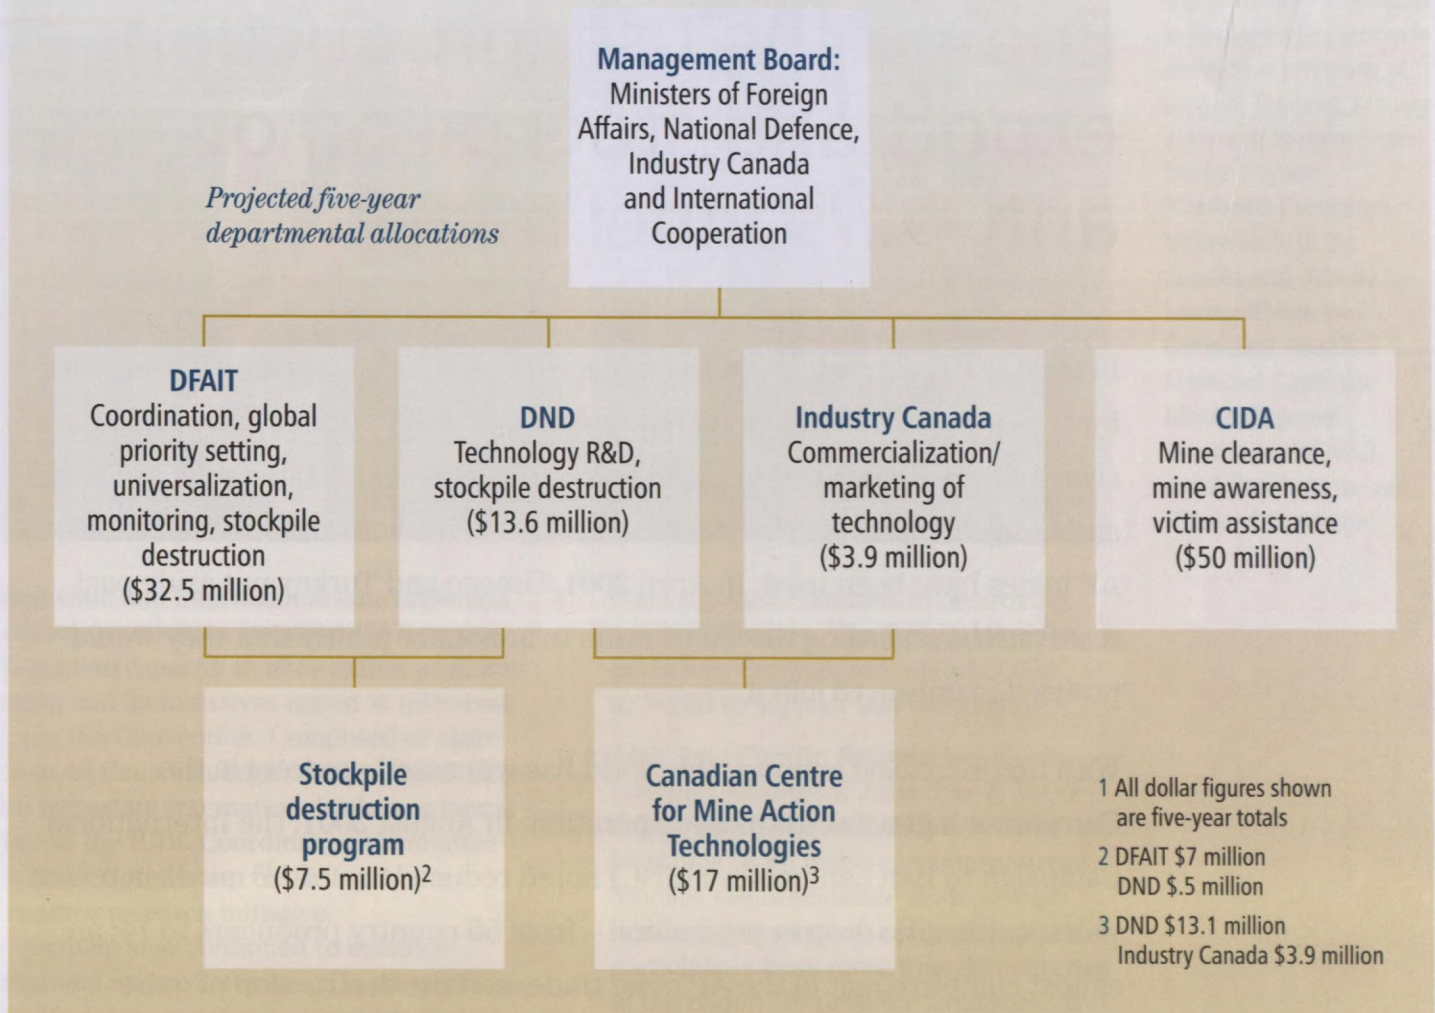 Management Board:
Ministers of Foreign
Affairs, National Defence,
Industry Canada
and International
Cooperation
Projected five-year
departmental allocations
DFAIT
Coordination, global
priority setting,
universalization,
monitoring, stockpile
destruction
($32.5 million)
DND
Technology R&D,
stockpile destruction
($13.6 million)
Industry Canada
Commercialization/
marketing of
technology
($3.9 million)
CIDA
Mine clearance,
mine awareness,
victim assistance
($50 million)
Stockpile
destruction
program
($7.5 million)2
Canadian Centre
for Mine Action
Technologies
($17 million)3
1 All dollar figures shown
are five-year totals
2 DFAIT $7 million
DND $.5 million
3 DND $13.1 million
Industry Canada $3.9 million